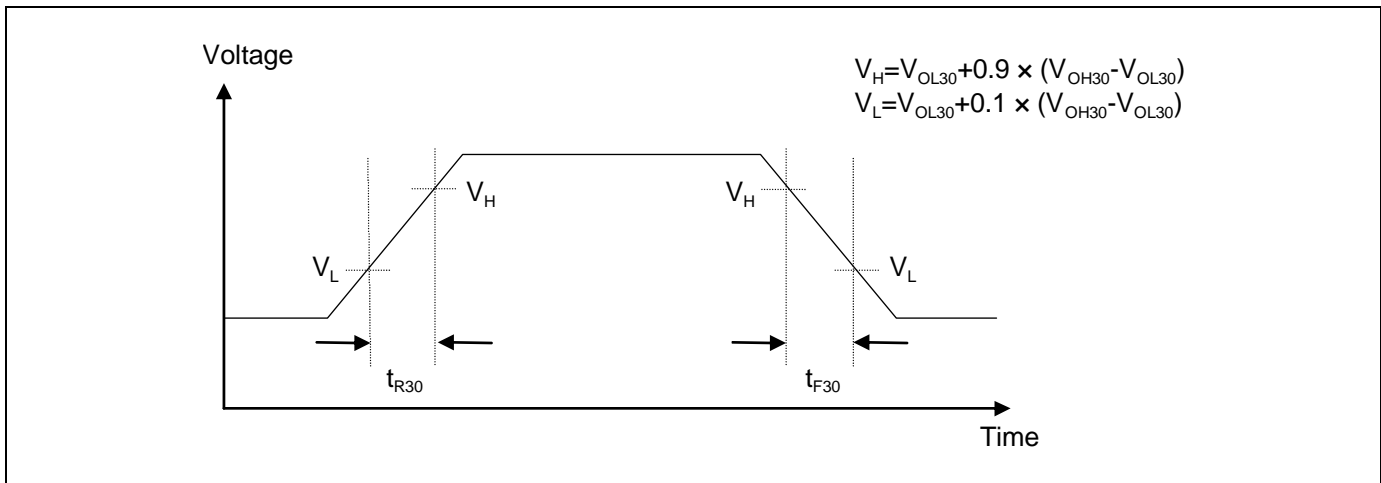 Voltage
V_H=V_OL30+0.9 × (V_OH30-V_OL30)
V_L=V_OL30+0.1 × (V_OH30-V_OL30)
V_H
V_H
V_L
V_L
t_R30
t_F30
Time